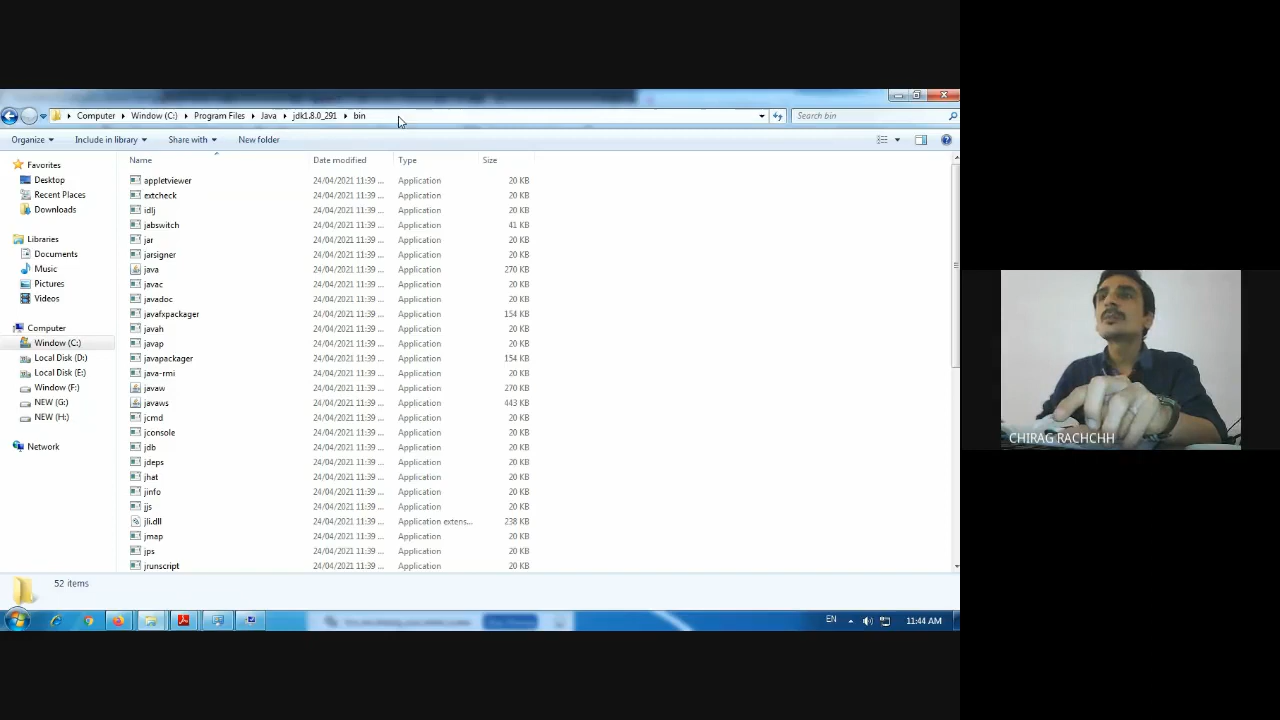 Computer Window (C:) Program Files Java jdk1.8.0_291 bin Search bin
Organize Include in library Share with New folder
Name Date modified Type Size
Favorites
Desktop
Recent Places
Downloads
Libraries
Documents
Music
Pictures
Videos
Computer
Window (C:)
Local Disk (D:)
Local Disk (E:)
Window (F:)
NEW (G:)
NEW (H:)
Network
appletviewer 24/04/2021 11:39 ... Application 20 KB
extcheck 24/04/2021 11:39 ... Application 20 KB
idlj 24/04/2021 11:39 ... Application 20 KB
jabswitch 24/04/2021 11:39 ... Application 41 KB
jar 24/04/2021 11:39 ... Application 20 KB
jarsigner 24/04/2021 11:39 ... Application 20 KB
java 24/04/2021 11:39 ... Application 270 KB
javac 24/04/2021 11:39 ... Application 20 KB
javadoc 24/04/2021 11:39 ... Application 20 KB
javafxpackager 24/04/2021 11:39 ... Application 154 KB
javah 24/04/2021 11:39 ... Application 20 KB
javap 24/04/2021 11:39 ... Application 20 KB
javapackager 24/04/2021 11:39 ... Application 154 KB
java-rmi 24/04/2021 11:39 ... Application 20 KB
javaw 24/04/2021 11:39 ... Application 270 KB
javaws 24/04/2021 11:39 ... Application 443 KB
jcmd 24/04/2021 11:39 ... Application 20 KB
jconsole 24/04/2021 11:39 ... Application 20 KB
jdb 24/04/2021 11:39 ... Application 20 KB
jdeps 24/04/2021 11:39 ... Application 20 KB
jhat 24/04/2021 11:39 ... Application 20 KB
jinfo 24/04/2021 11:39 ... Application 20 KB
jjs 24/04/2021 11:39 ... Application 20 KB
jli.dll 24/04/2021 11:39 ... Application extens... 238 KB
jmap 24/04/2021 11:39 ... Application 20 KB
jps 24/04/2021 11:39 ... Application 20 KB
jrunscript 24/04/2021 11:39 ... Application 20 KB
52 items
EN 11:44 AM
CHIRAG RACHCHH